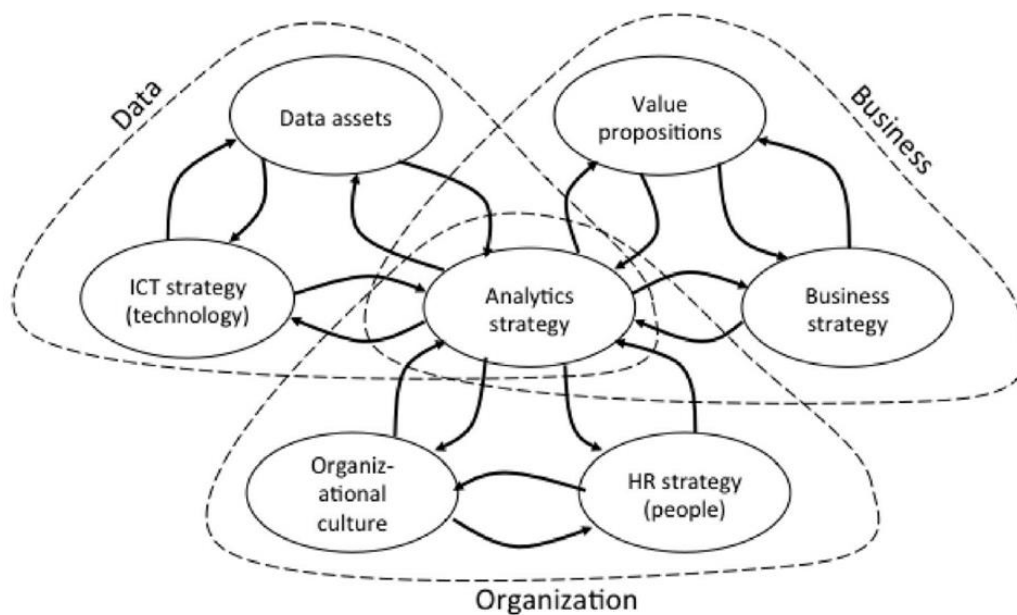 Data
Data assets
Value
propositions
Business
ICT strategy
(technology)
Analytics
strategy
Business
strategy
Organiz-
ational
culture
HR strategy
(people)
Organization